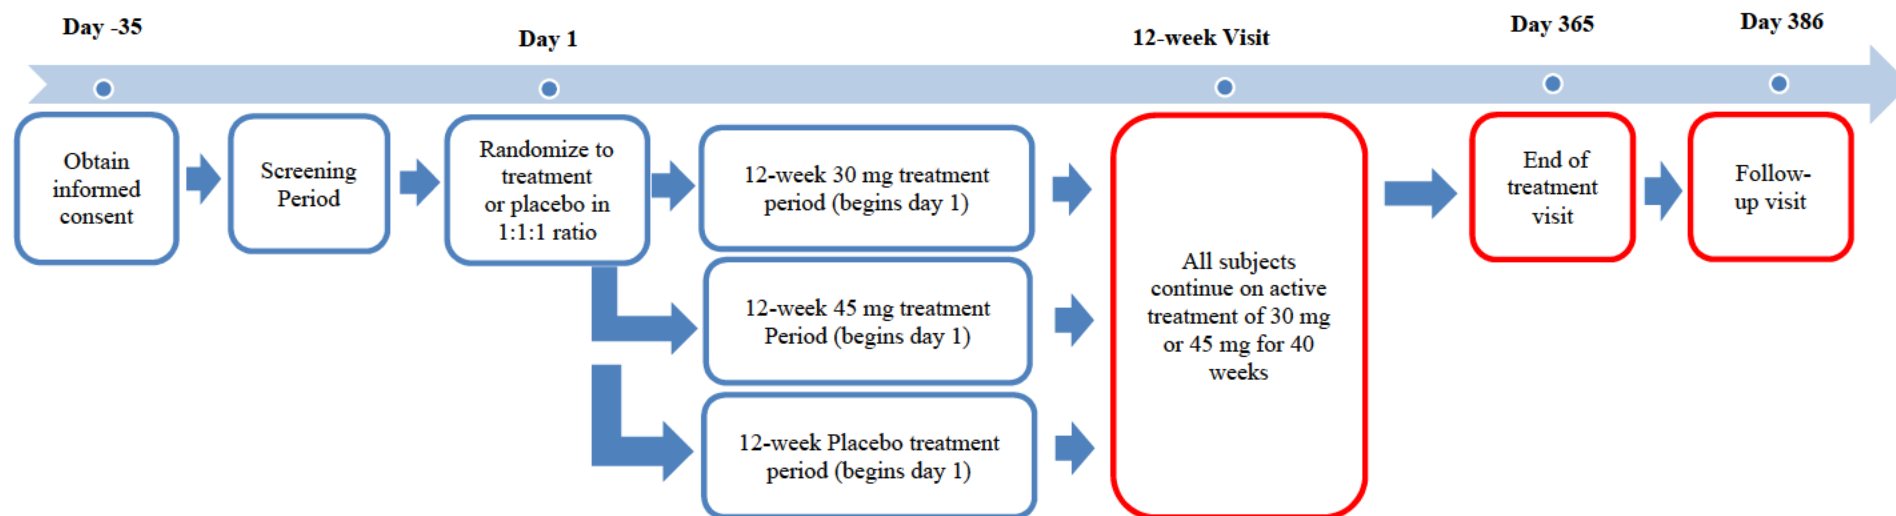 Day -35
Day 1
12-week Visit
Day 365
Day 386
Obtain
informed
consent
Screening
Period
Randomize to
treatment
or placebo in
1:1:1 ratio
12-week 30 mg treatment
period (begins day 1)
12-week 45 mg treatment
Period (begins day 1)
12-week Placebo treatment
period (begins day 1)
All subjects
continue on active
treatment of 30 mg
or 45 mg for 40
weeks
End of
treatment
visit
Follow-
up visit